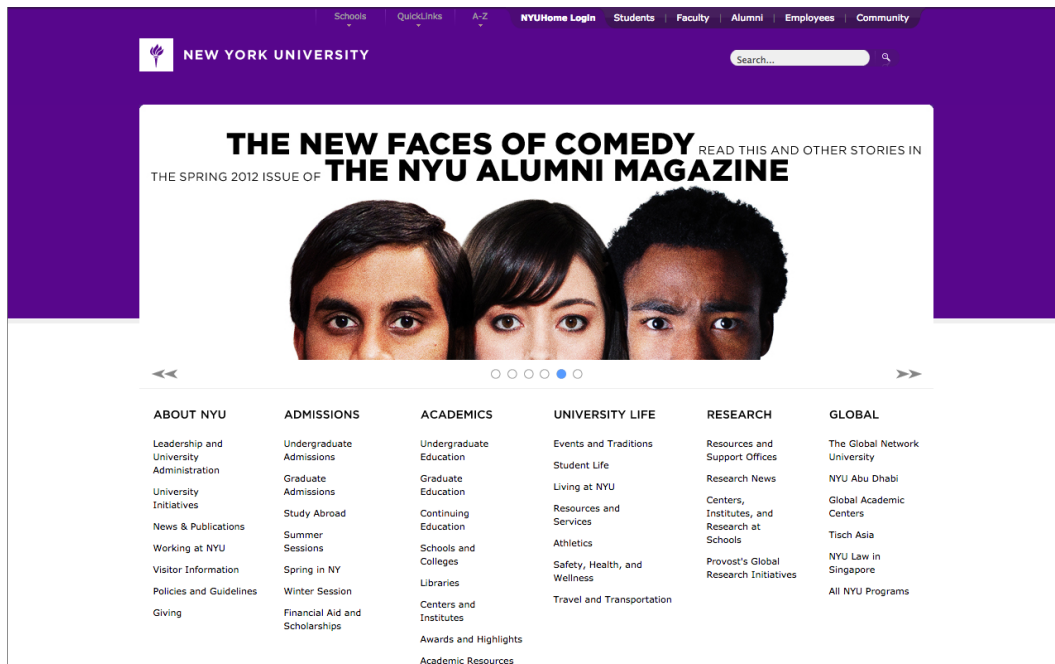 Schools QuickLinks A-Z NYUHome Login Students | Faculty | Alumni | Employees | Community
NEW YORK UNIVERSITY
Search...
THE NEW FACES OF COMEDY READ THIS AND OTHER STORIES IN
THE SPRING 2012 ISSUE OF THE NYU ALUMNI MAGAZINE
ABOUT NYU
Leadership and
University
Administration
University
Initiatives
News & Publications
Working at NYU
Visitor Information
Policies and Guidelines
Giving
ADMISSIONS
Undergraduate
Admissions
Graduate
Admissions
Study Abroad
Summer
Sessions
Spring in NY
Winter Session
Financial Aid and
Scholarships
ACADEMICS
Undergraduate
Education
Graduate
Education
Continuing
Education
Schools and
Colleges
Libraries
Centers and
Institutes
Awards and Highlights
Academic Resources
UNIVERSITY LIFE
Events and Traditions
Student Life
Living at NYU
Resources and
Services
Athletics
Safety, Health, and
Wellness
Travel and Transportation
RESEARCH
Resources and
Support Offices
Research News
Centers,
Institutes, and
Research at
Schools
Provost's Global
Research Initiatives
GLOBAL
The Global Network
University
NYU Abu Dhabi
Global Academic
Centers
Tisch Asia
NYU Law in
Singapore
All NYU Programs